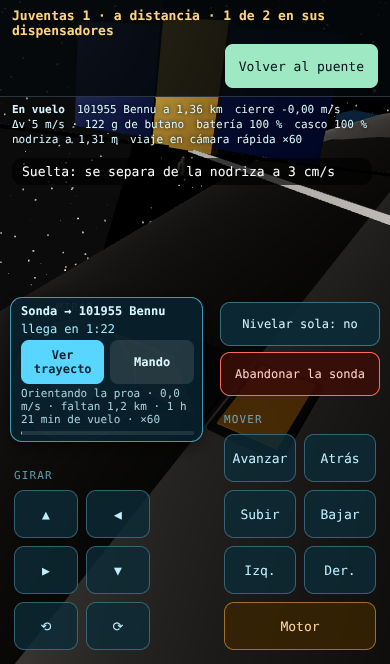 Juventas 1 · a distancia · 1 de 2 en sus
dispensadores
Volver al puente
En vuelo 101955 Bennu a 1,36 km cierre -0,00 m/s
Δv 5 m/s · 122 g de butano batería 100 % casco 100 %
nodriza a 1,31 m viaje en cámara rápida ×60
Suelta: se separa de la nodriza a 3 cm/s
Sonda → 101955 Bennu
llega en 1:22
Ver
trayecto
Mando
Orientando la proa · 0,0
m/s · faltan 1,2 km · 1 h
21 min de vuelo · ×60
Nivelar sola: no
Abandonar la sonda
MOVER
Avanzar
Atrás
Subir
Bajar
Izq.
Der.
Motor
GIRAR
▲
◀
▶
▼
⟲
⟳